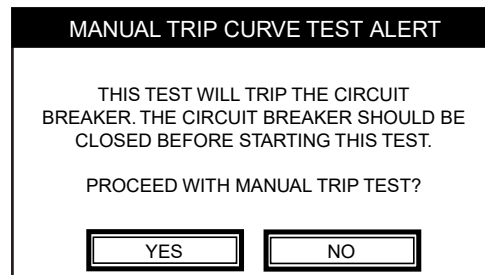 MANUAL TRIP CURVE TEST ALERT
THIS TEST WILL TRIP THE CIRCUIT
BREAKER. THE CIRCUIT BREAKER SHOULD BE
CLOSED BEFORE STARTING THIS TEST.
PROCEED WITH MANUAL TRIP TEST?
YES NO